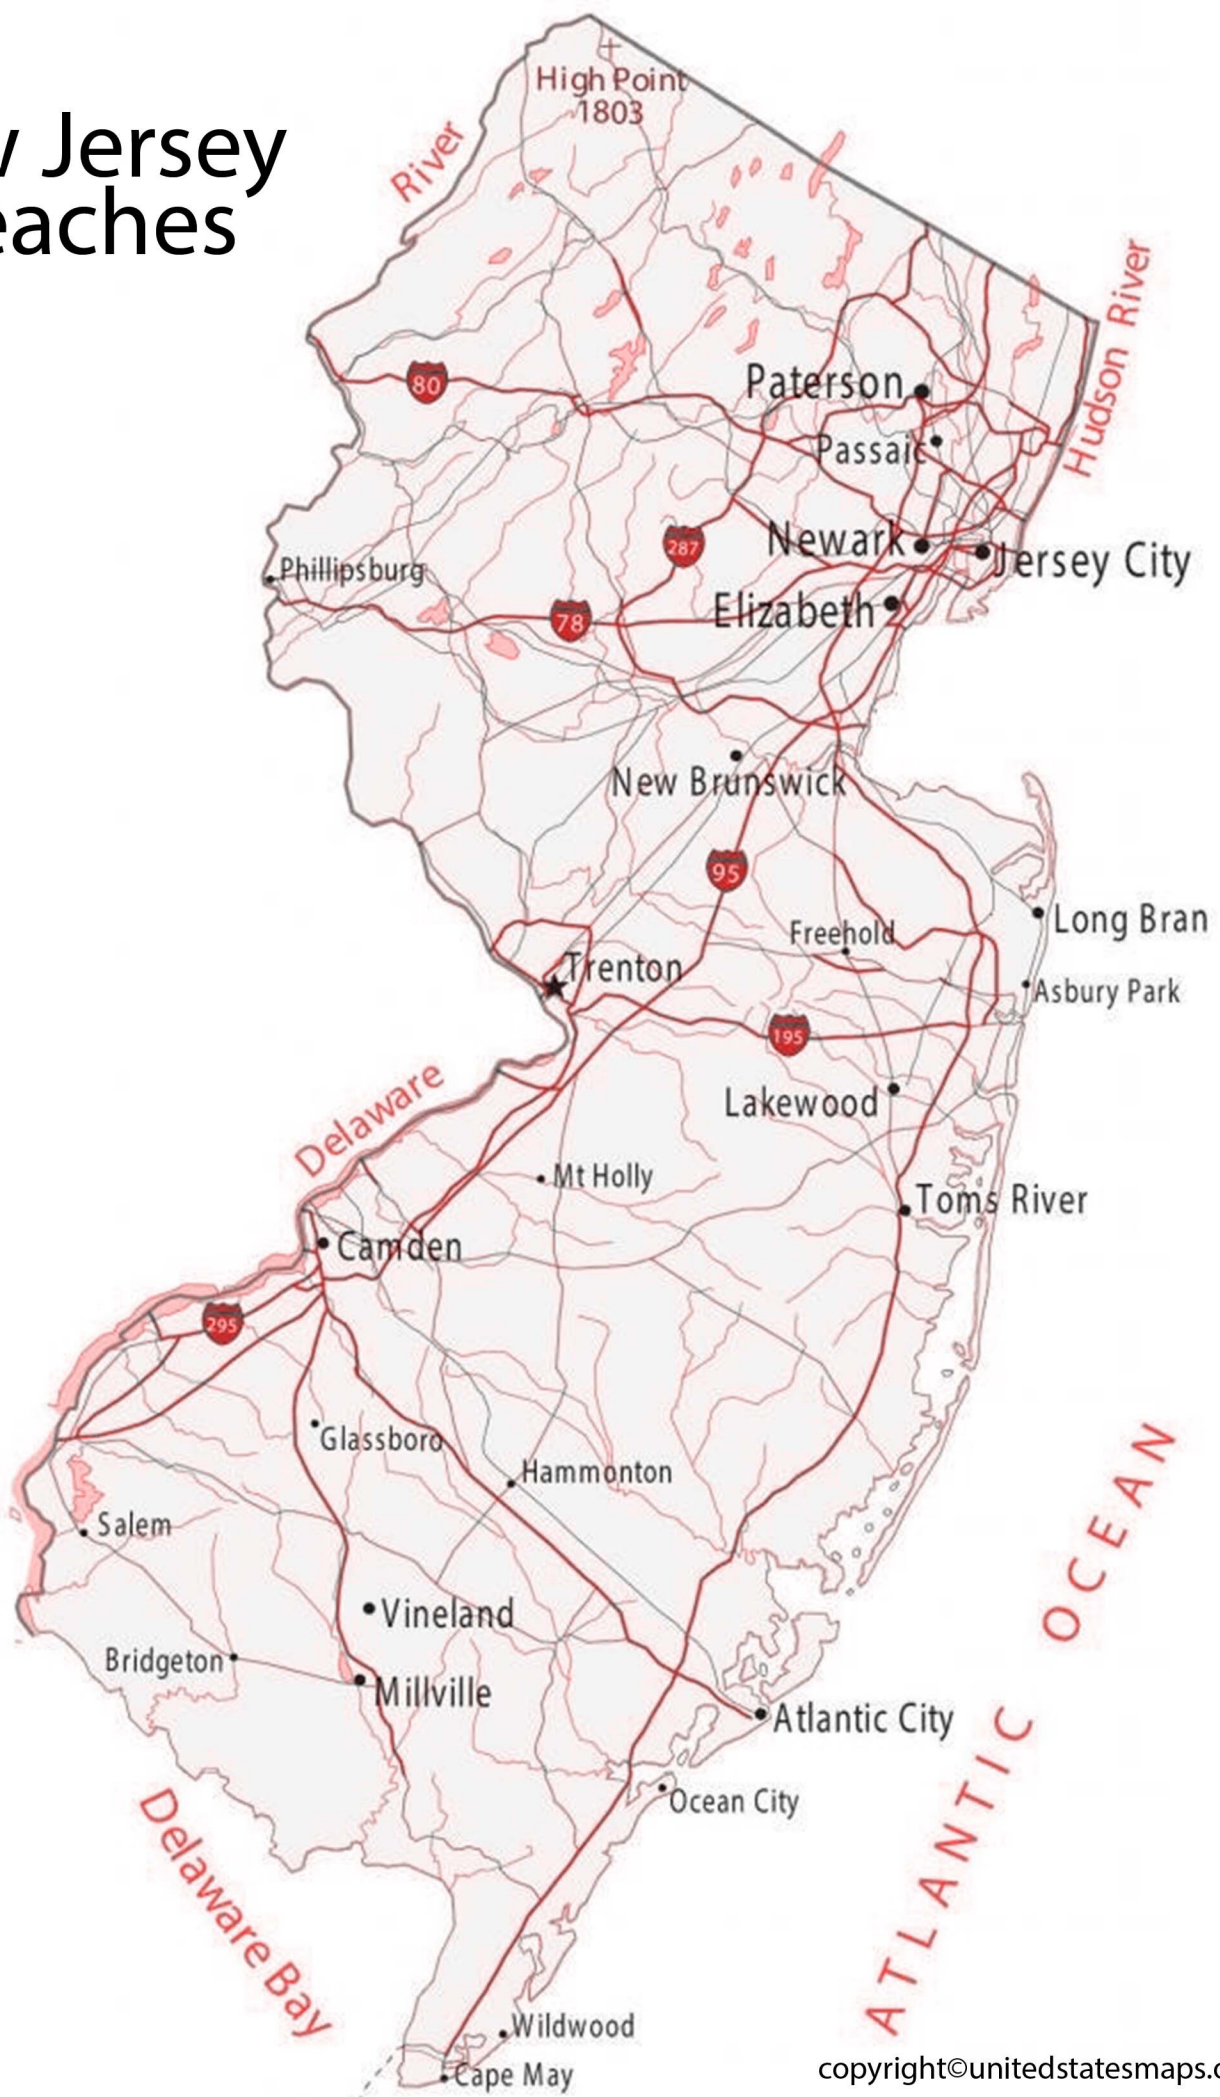 w Jersey
eaches
High Point
1803
River
Hudson River
80
Paterson
Passaic
287
Newark
Jersey City
Phillipsburg
78
Elizabeth
New Brunswick
95
Long Bran
Freehold
Trenton
Asbury Park
195
Delaware
Lakewood
Mt Holly
Toms River
Camden
295
Glassboro
Hammonton
Salem
Vineland
Bridgeton
Millville
Atlantic City
Ocean City
ATLANTIC OCEAN
Delaware Bay
Wildwood
Cape May
copyright©unitedstatesmaps.